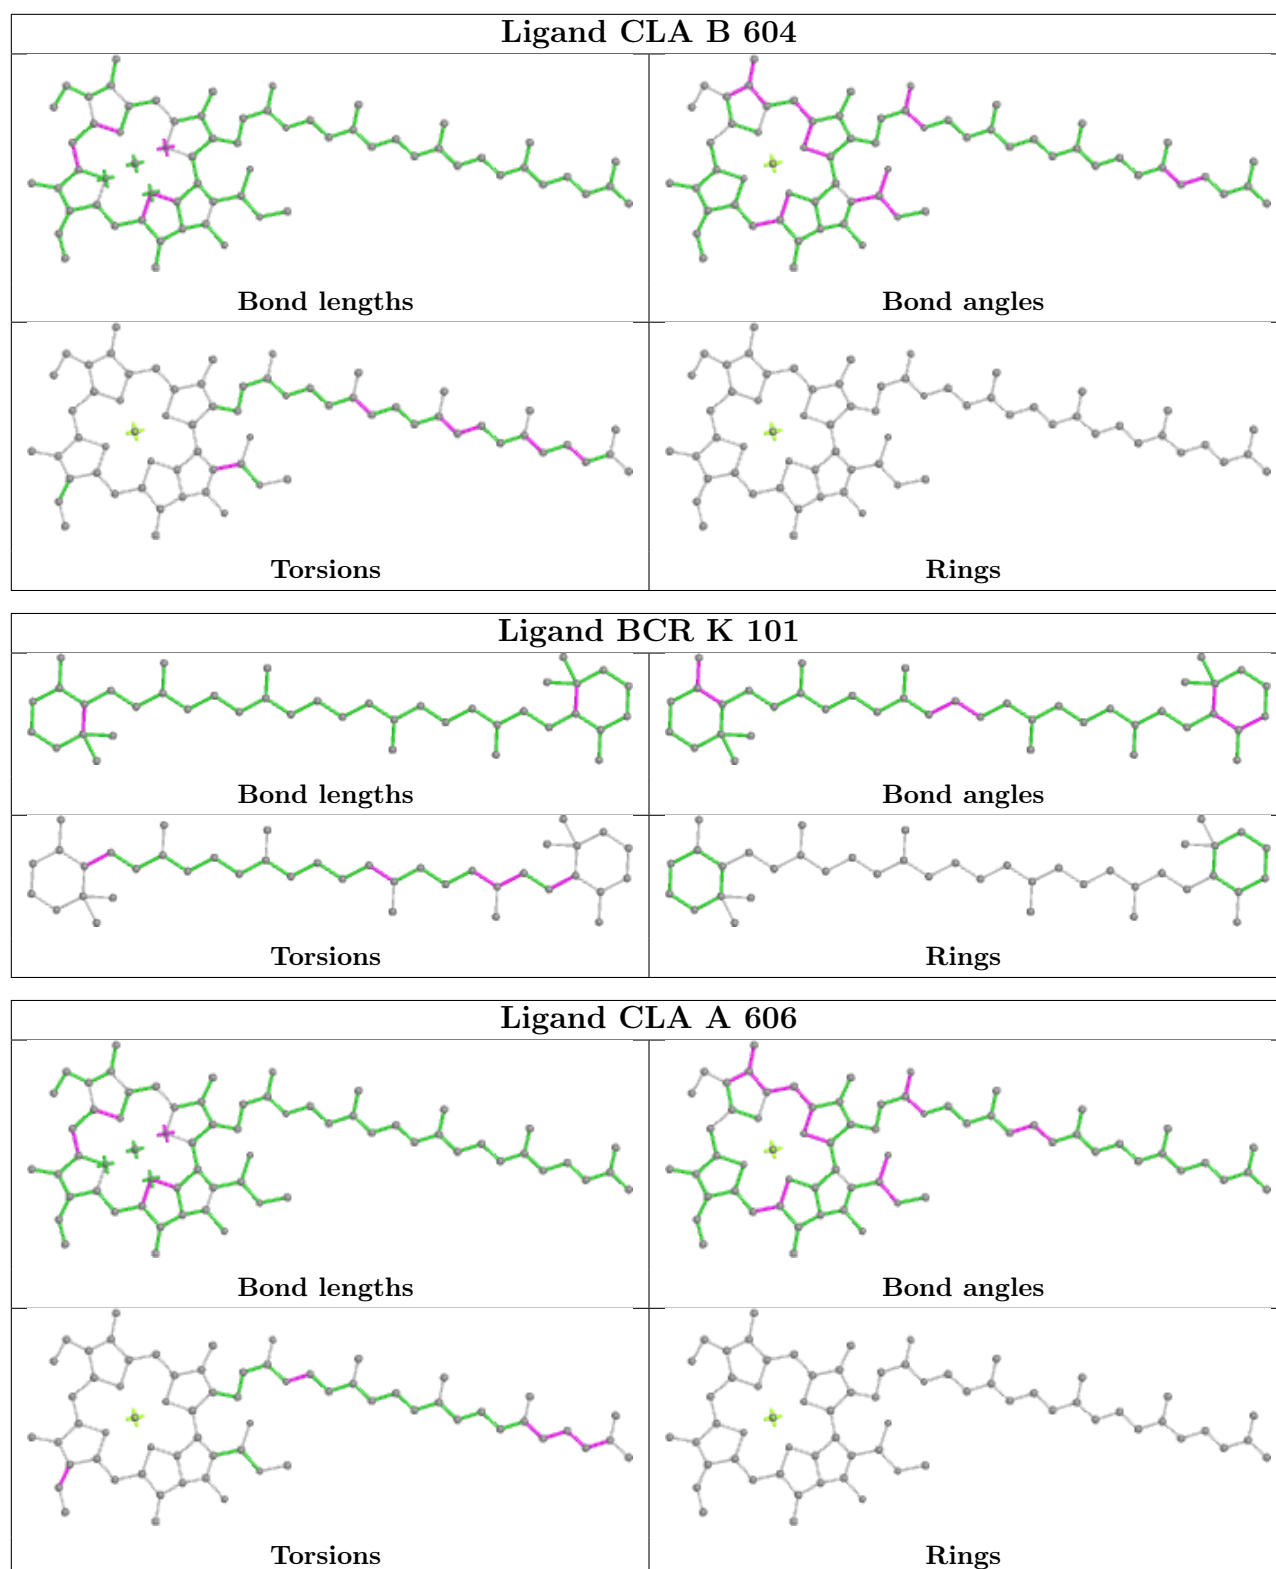 Ligand CLA B 604
Bond lengths
Bond angles
Torsions
Rings
Ligand BCR K 101
Bond lengths
Bond angles
Torsions
Rings
Ligand CLA A 606
Bond lengths
Bond angles
Torsions
Rings